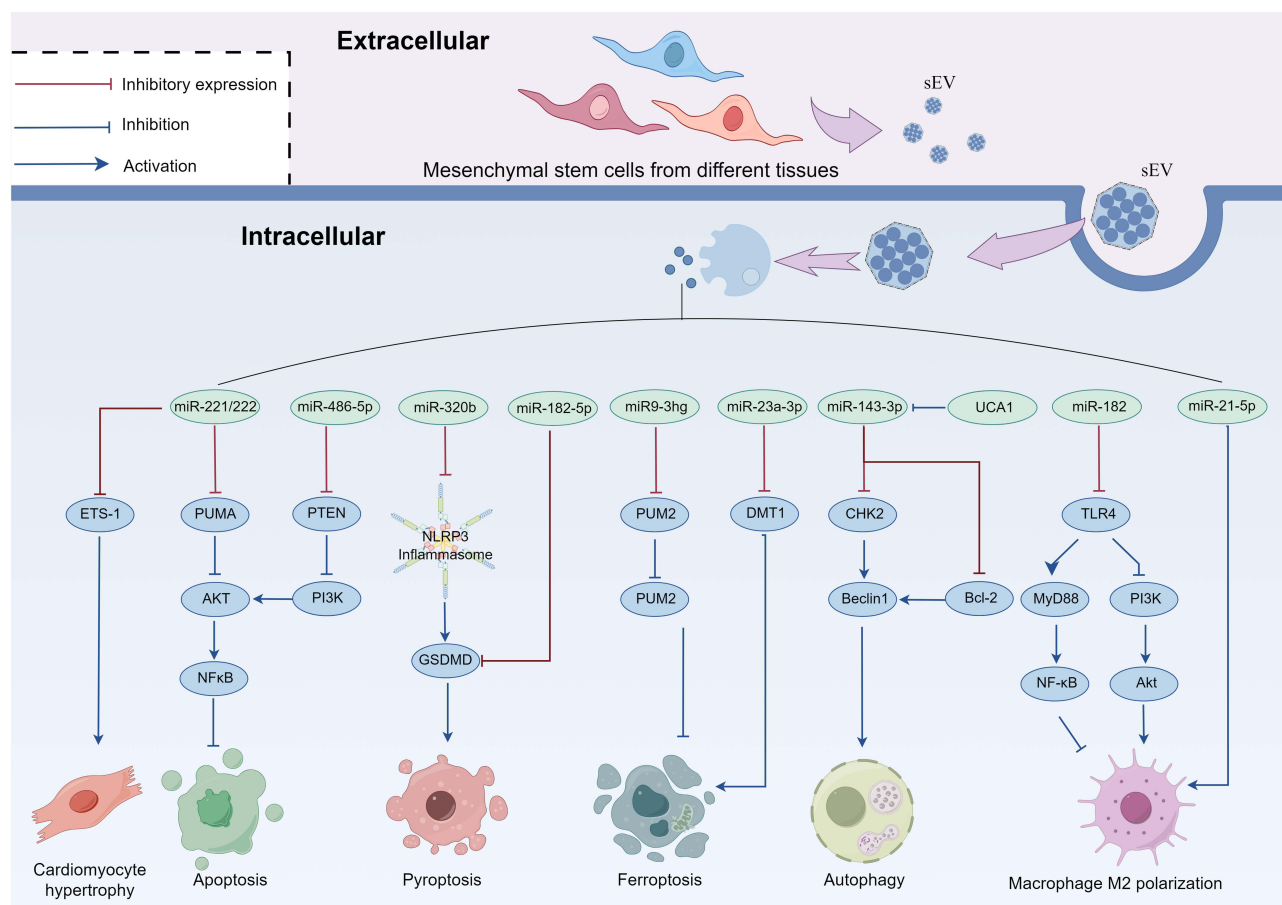 Extracellular
Inhibitory expression
Inhibition
Activation
sEV
Mesenchymal stem cells from different tissues
sEV
Intracellular
miR-221/222
miR-486-5p
miR-320b
miR-182-5p
miR9-3hg
miR-23a-3p
miR-143-3p
UCA1
miR-182
miR-21-5p
ETS-1
PUMA
PTEN
NLRP3
Inflammasome
PUM2
DMT1
CHK2
TLR4
AKT
PI3K
PUM2
Beclin1
Bcl-2
MyD88
PI3K
GSDMD
NFκB
NF-κB
Akt
Cardiomyocyte
hypertrophy
Apoptosis
Pyroptosis
Ferroptosis
Autophagy
Macrophage M2 polarization